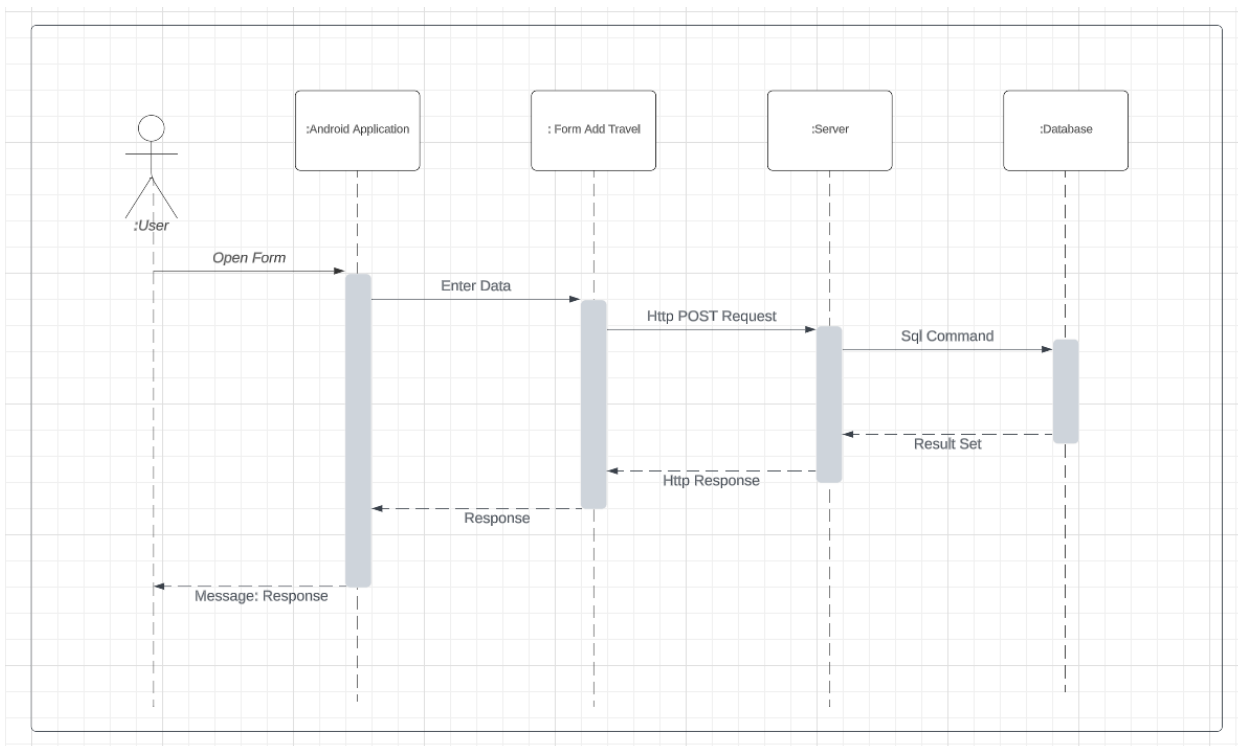 :Android Application
: Form Add Travel
:Server
:Database
:User
Open Form
Enter Data
Http POST Request
Sql Command
Result Set
Http Response
Response
Message: Response